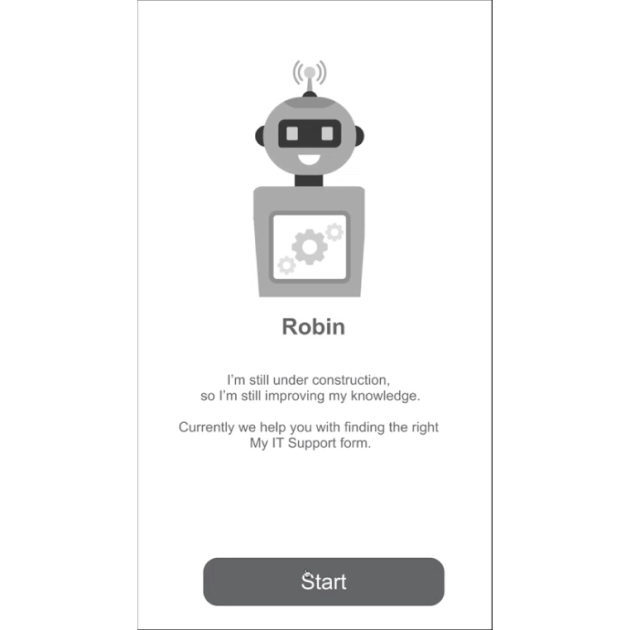 Robin
I'm still under construction,
so I'm still improving my knowledge.
Currently we help you with finding the right
My IT Support form.
Start